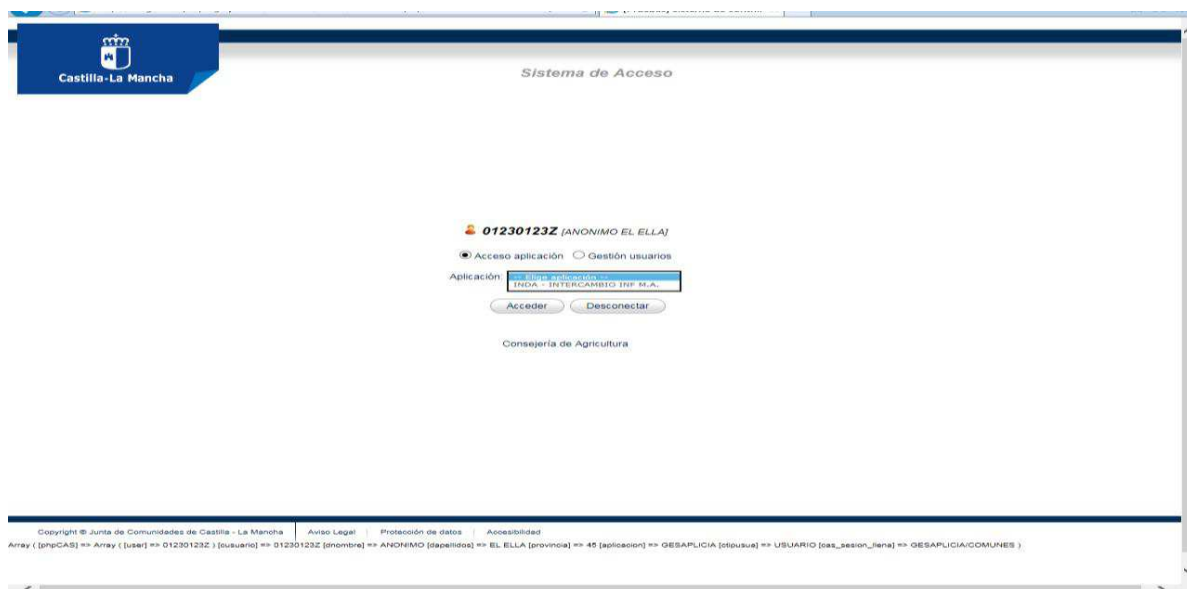 Castilla-La Mancha
Sistema de Acceso
01230123Z [ANONIMO EL ELLA]
Acceso aplicación Gestión usuarios
Aplicación: -- Elige aplicación --
INDA - INTERCAMBIO INF M.A.
Acceder Desconectar
Consejería de Agricultura
Copyright © Junta de Comunidades de Castilla - La Mancha Aviso Legal Protección de datos Accesibilidad
Array ( [phpCAS] => Array ( [user] => 01230123Z ) [cusuario] => 01230123Z [dnombre] => ANONIMO [dapellidos] => EL ELLA [provincia] => 45 [aplicacion] => GESAPLICIA [ctipusua] => USUARIO [cas_sesion_llena] => GESAPLICIA/COMUNES )